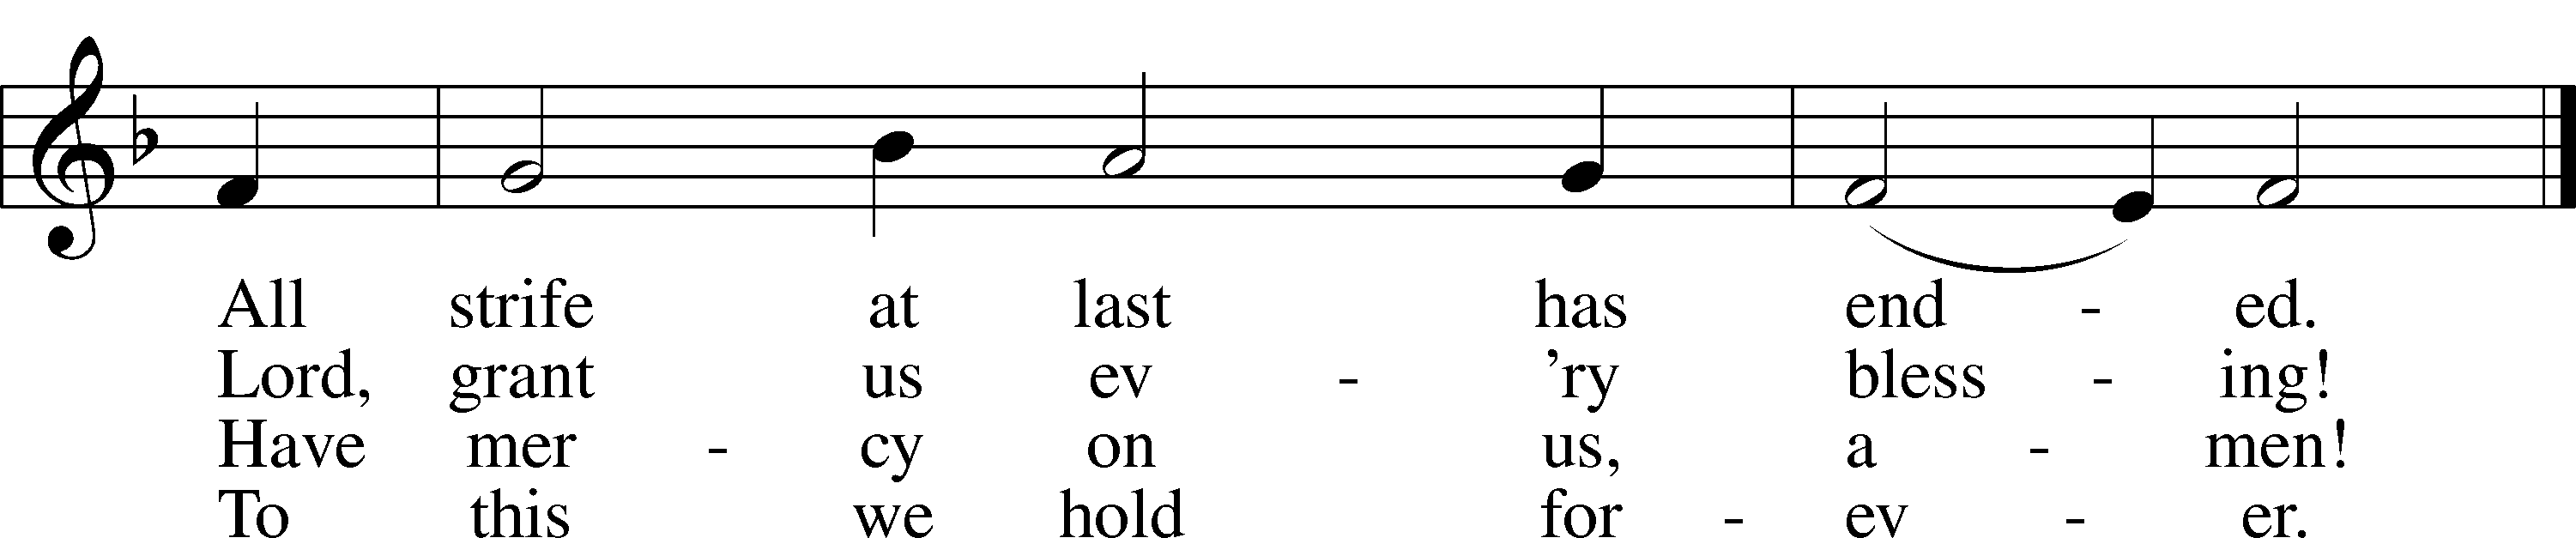 All strife at last has end - ed.
Lord, grant us ev - ’ry bless - ing!
Have mer - cy on us, a - men!
To this we hold for - ev - er.